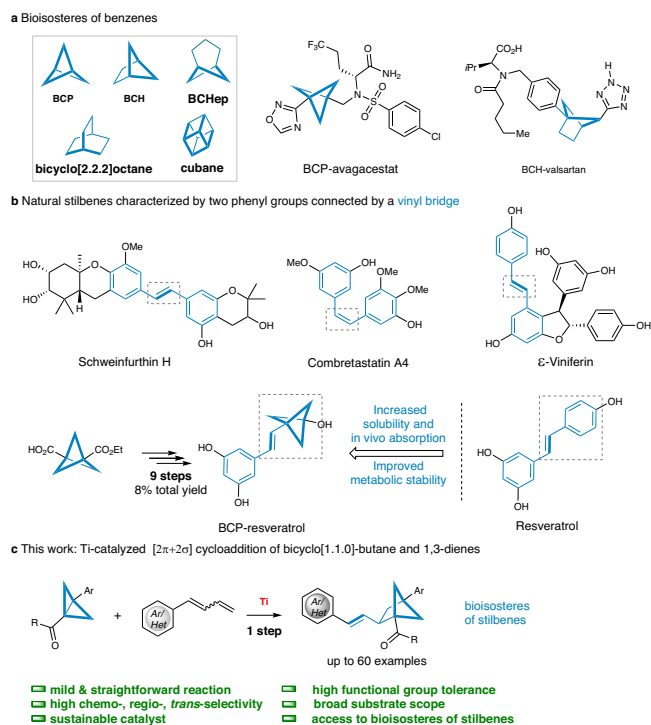 a Bioisosteres of benzenes
BCP
BCH
BCHep
bicyclo[2.2.2]octane
cubane
F3C
O
NH2
N
S
O
O
N
O
N
Cl
BCP-avagacestat
CO2H
iPr
N
O
Me
H
N
N
N
N
BCH-valsartan
b Natural stilbenes characterized by two phenyl groups connected by a vinyl bridge
OMe
O
HO
HO
H
O
OH
OH
Schweinfurthin H
MeO
OH
OMe
OMe
OH
Combretastatin A4
OH
HO
OH
HO
O
OH
ε-Viniferin
HO2C
CO2Et
9 steps
8% total yield
OH
HO
OH
BCP-resveratrol
Increased
solubility and
in vivo absorption
Improved
metabolic stability
OH
HO
OH
Resveratrol
c This work: Ti-catalyzed [2π+2σ] cycloaddition of bicyclo[1.1.0]-butane and 1,3-dienes
Ar
R
O
+
Ar/
Het
Ti
1 step
Ar/
Het
Ar
R
O
up to 60 examples
bioisosteres
of stilbenes
mild & straightforward reaction
high functional group tolerance
high chemo-, regio-, trans-selectivity
broad substrate scope
sustainable catalyst
access to bioisosteres of stilbenes